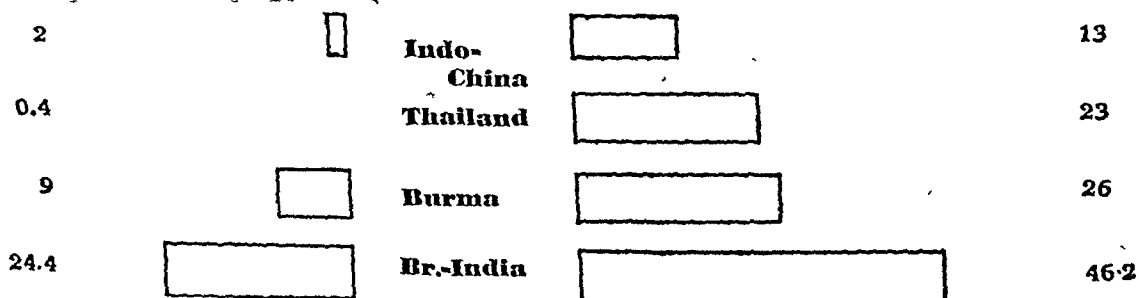 2 Indo- 13
China
0.4 Thailand 23
9 Burma 26
24.4 Br.-India 46·2